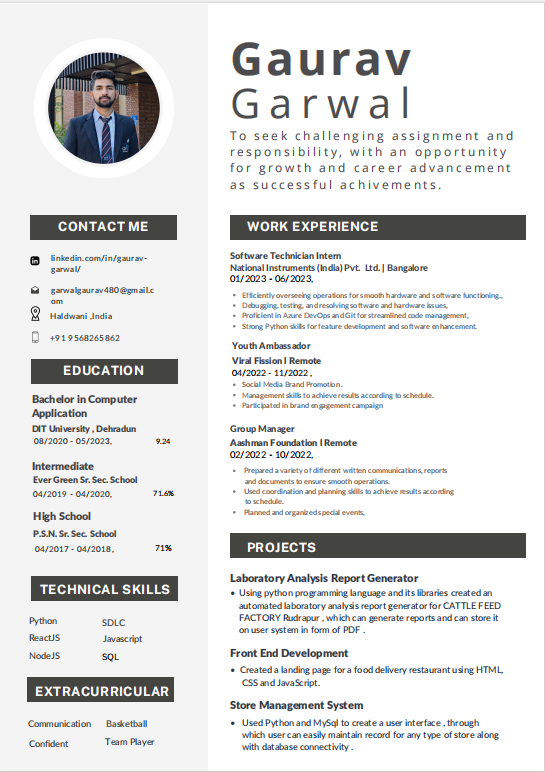 Gaurav
Garwal
To seek challenging assignment and
responsibility, with an opportunity
for growth and career advancement
as successful achivements.
CONTACT ME
linkedin.com/in/gaurav-
garwal/
garwalgaurav480@gmail.c
om
Haldwani ,India
+91 9568265862
EDUCATION
Bachelor in Computer
Application
DIT University , Dehradun
08/2020 - 05/2023, 9.24
Intermediate
Ever Green Sr. Sec. School
04/2019 - 04/2020, 71.6%
High School
P.S.N. Sr. Sec. School
04/2017 - 04/2018, 71%
TECHNICAL SKILLS
Python SDLC
ReactJS Javascript
NodeJS SQL
EXTRACURRICULAR
Communication Basketball
Confident Team Player
WORK EXPERIENCE
Software Technician Intern
National Instruments (India) Pvt. Ltd. | Bangalore
01/2023 - 06/2023,
• Efficiently overseeing operations for smooth hardware and software functioning.,
• Debugging, testing, and resolving software and hardware issues,
• Proficient in Azure DevOps and Git for streamlined code management,
• Strong Python skills for feature development and software enhancement.
Youth Ambassador
Viral Fission I Remote
04/2022 - 11/2022 ,
• Social Media Brand Promotion .
• Management skills to achieve results according to schedule.
• Participated in brand engagement campaign
Group Manager
Aashman Foundation I Remote
02/2022 - 10/2022,
• Prepared a variety of different written communications, reports
and documents to ensure smooth operations.
• Used coordination and planning skills to achieve results according
to schedule.
• Planned and organized special events,
PROJECTS
Laboratory Analysis Report Generator
• Using python programming language and its libraries created an
automated laboratory analysis report generator for CATTLE FEED
FACTORY Rudrapur , which can generate reports and can store it
on user system in form of PDF .
Front End Development
• Created a landing page for a food delivery restaurant using HTML,
CSS and JavaScript.
Store Management System
• Used Python and MySql to create a user interface , through
which user can easily maintain record for any type of store along
with database connectivity .